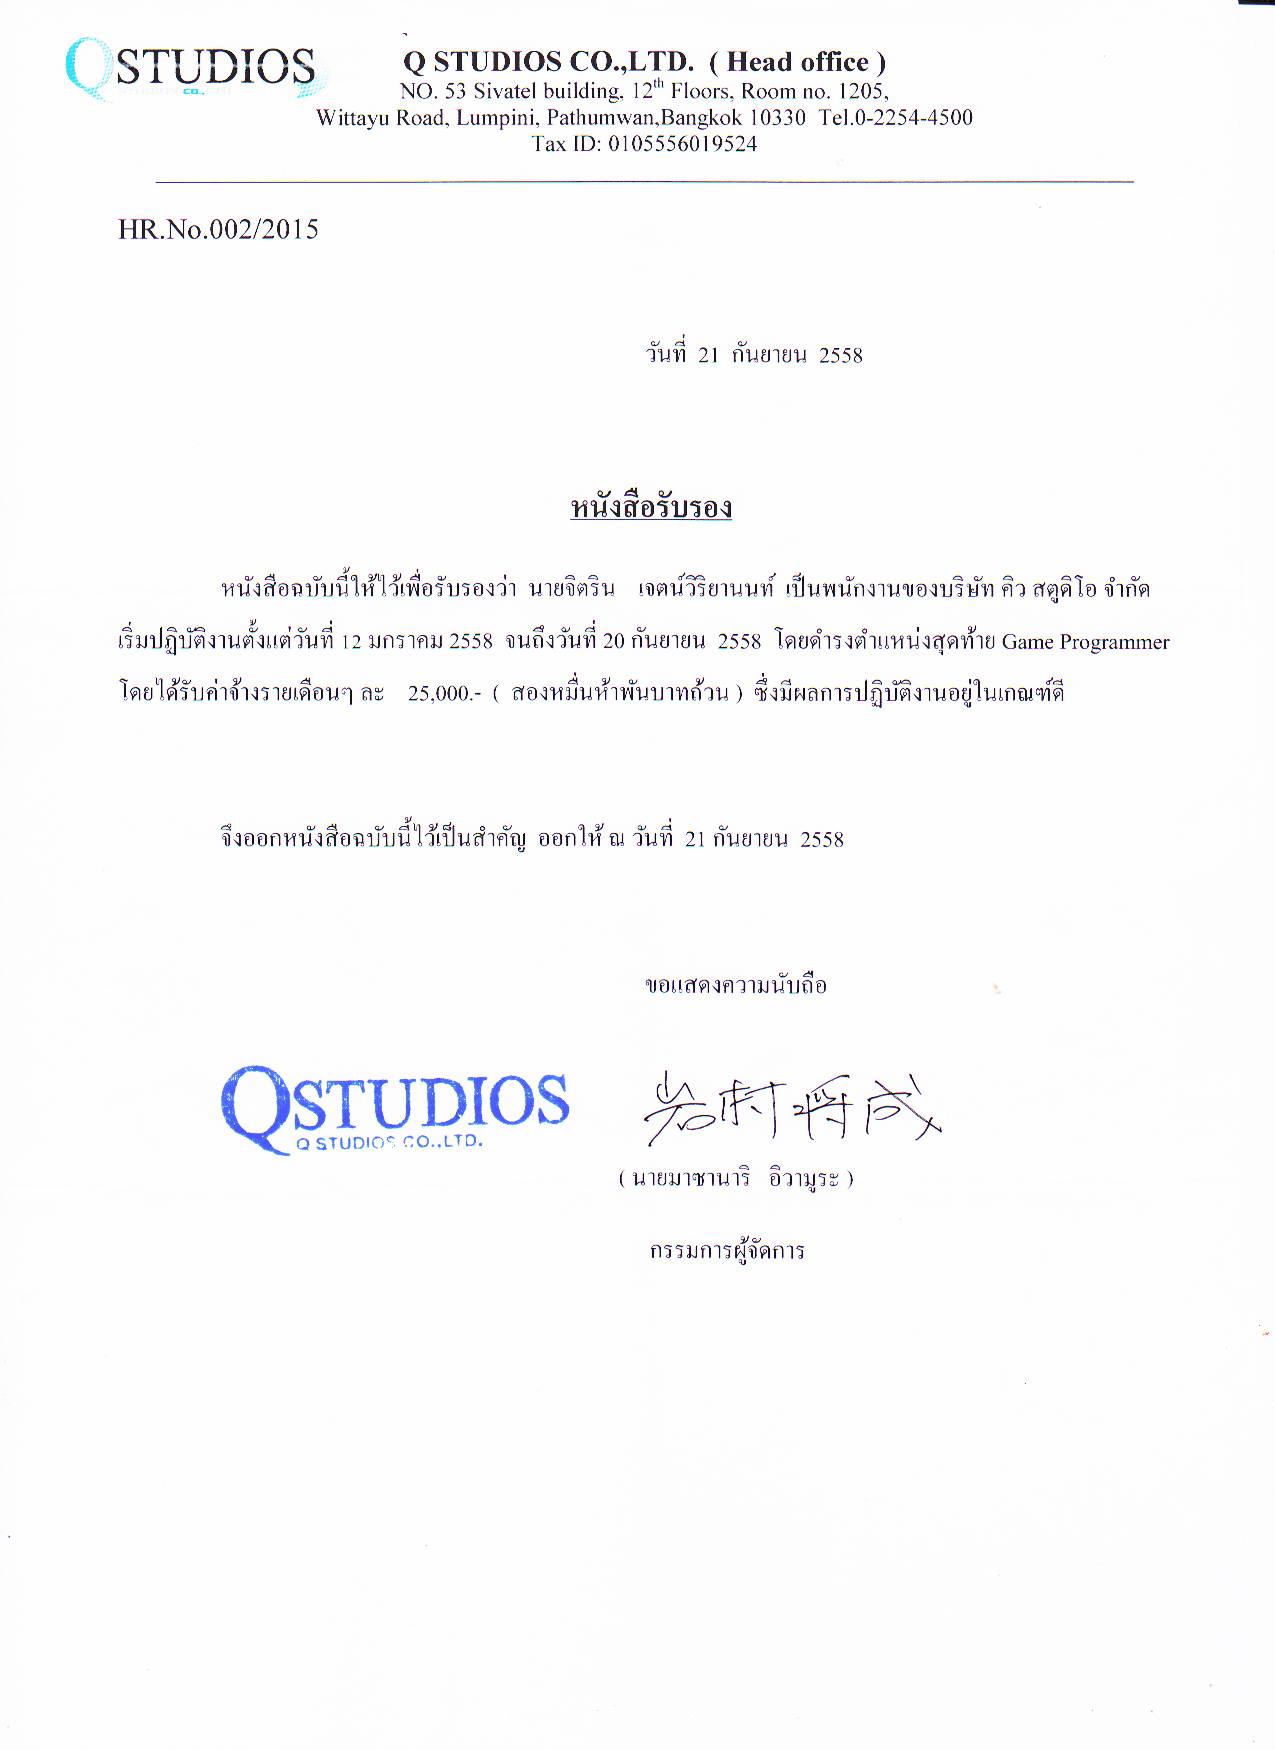 QSTUDIOS
CO.,
Q STUDIOS CO.,LTD. ( Head office )
NO. 53 Sivatel building, 12th Floors, Room no. 1205,
Wittayu Road, Lumpini, Pathumwan,Bangkok 10330 Tel.0-2254-4500
Tax ID: 0105556019524
HR.No.002/2015
วันที่ 21 กันยายน 2558
หนังสือรับรอง
หนังสือฉบับนี้ให้ไว้เพื่อรับรองว่า นายจิตริน เจตน์วิริยานนท์ เป็นพนักงานของบริษัท คิว สตูดิโอ จำกัด
เริ่มปฏิบัติงานตั้งแต่วันที่ 12 มกราคม 2558 จนถึงวันที่ 20 กันยายน 2558 โดยดำรงตำแหน่งสุดท้าย Game Programmer
โดยได้รับค่าจ้างรายเดือนๆ ละ 25,000.- ( สองหมื่นห้าพันบาทถ้วน ) ซึ่งมีผลการปฏิบัติงานอยู่ในเกณฑ์ดี
จึงออกหนังสือฉบับนี้ไว้เป็นสำคัญ ออกให้ ณ วันที่ 21 กันยายน 2558
ขอแสดงความนับถือ
QSTUDIOS
Q STUDIOS CO.,LTD.
岩村将成
( นายมาซานาริ อิวามูระ )
กรรมการผู้จัดการ